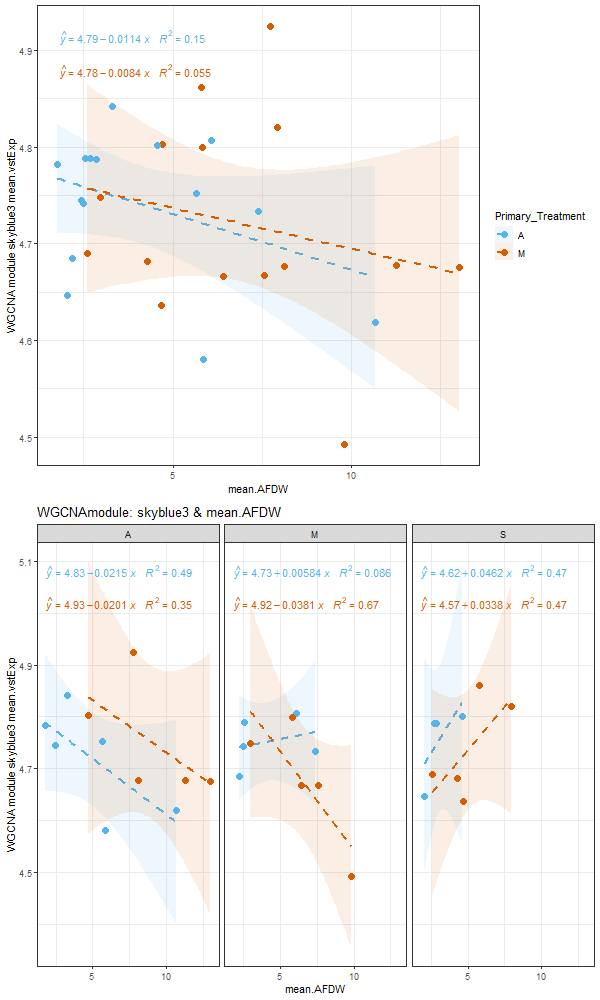 ŷ = 4.79 − 0.0114 x R² = 0.15
ŷ = 4.78 − 0.0084 x R² = 0.055
4.9
4.8
4.7
4.6
4.5
WGCNA module skyblue3 mean.vstExp
5 10
mean.AFDW
Primary_Treatment
A
M
WGCNAmodule: skyblue3 & mean.AFDW
A M S
ŷ = 4.83 − 0.0215 x R² = 0.49
ŷ = 4.93 − 0.0201 x R² = 0.35
ŷ = 4.73 + 0.00584 x R² = 0.086
ŷ = 4.92 − 0.0381 x R² = 0.67
ŷ = 4.62 + 0.0462 x R² = 0.47
ŷ = 4.57 + 0.0338 x R² = 0.47
5.1
4.9
4.7
4.5
WGCNA module skyblue3 mean.vstExp
5 10 5 10 5 10
mean.AFDW